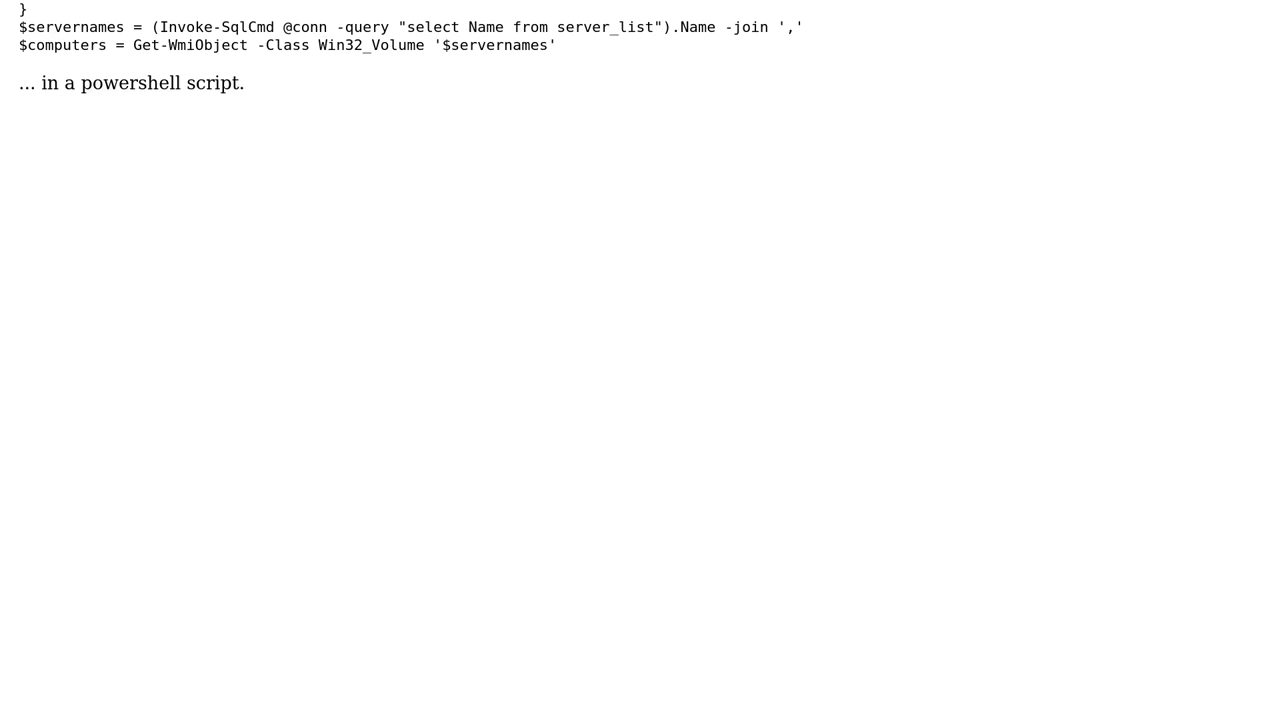 }
$servernames = (Invoke-SqlCmd @conn -query "select Name from server_list").Name -join ','
$computers = Get-WmiObject -Class Win32_Volume '$servernames'
... in a powershell script.